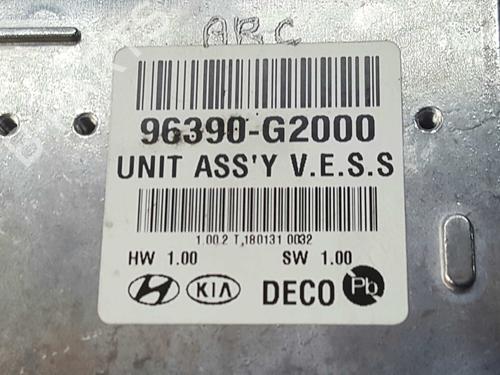 ARC
96390-G2000
UNIT ASS'Y V.E.S.S
1.00.2 T,180131 0032
HW 1.00 SW 1.00
KIA DECO Pb